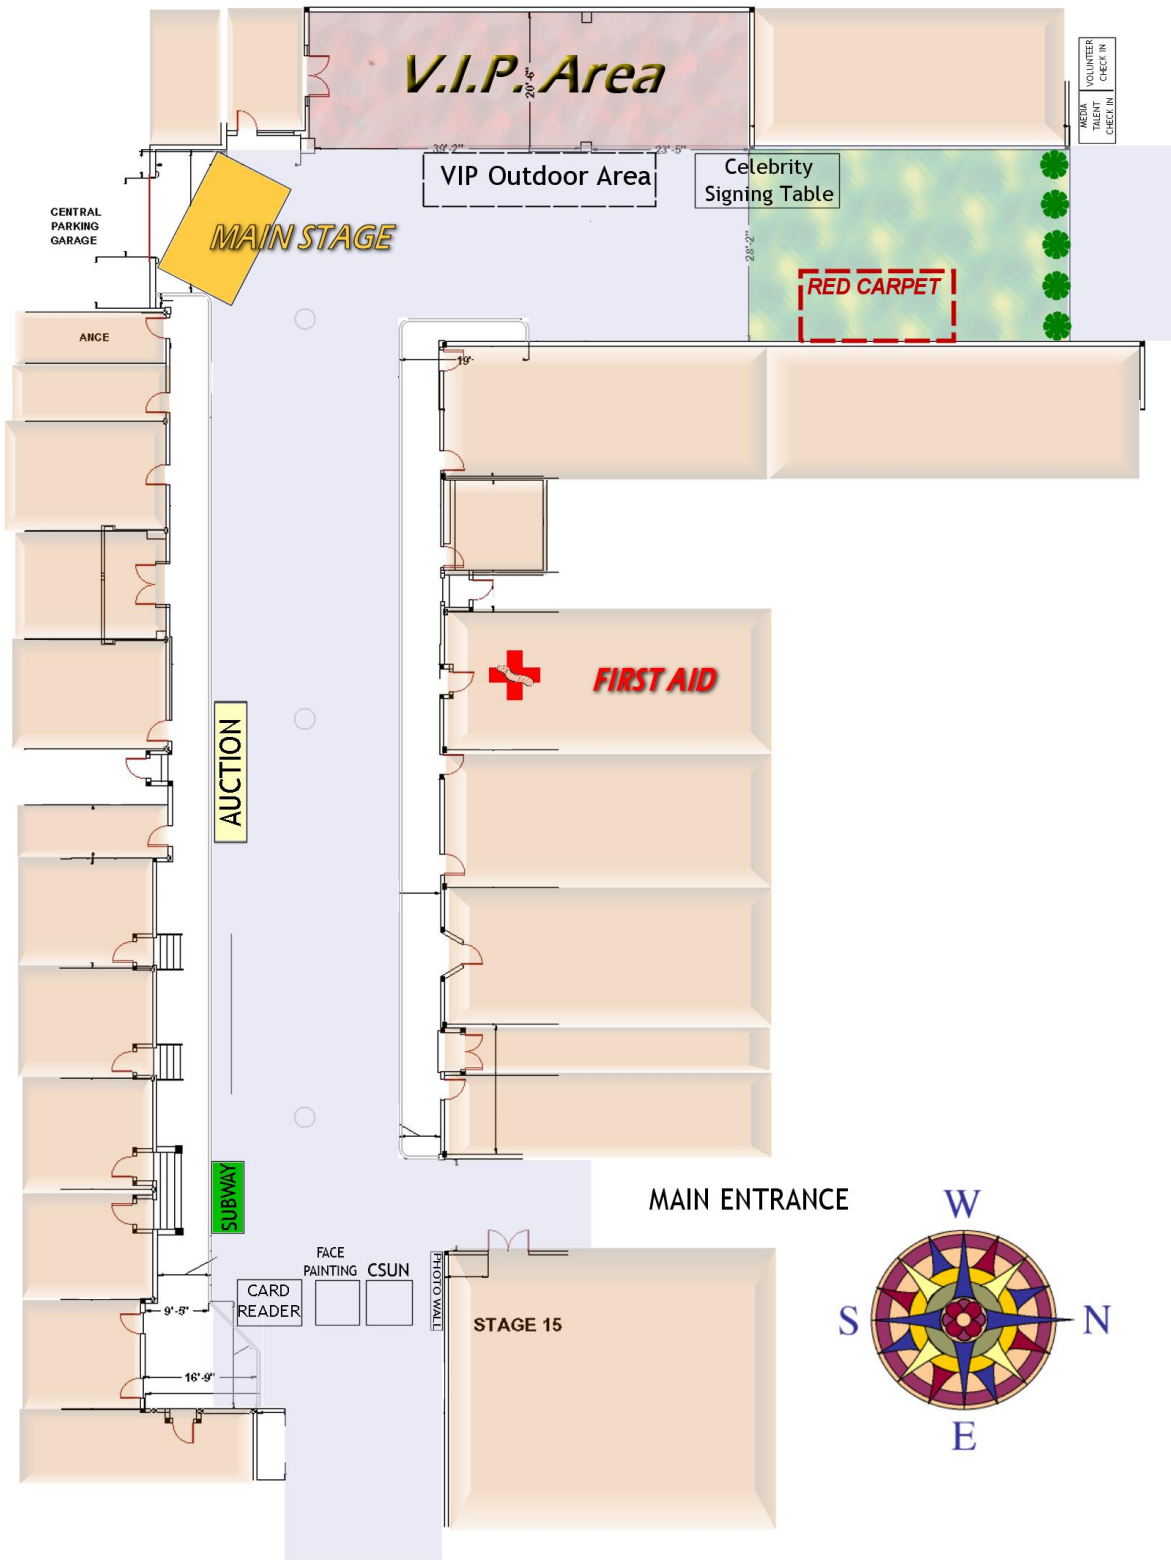 V.I.P. Area
20'-6"
VOLUNTEER
CHECK IN
MEDIA
TALENT
CHECK IN
39'-2"
23'-5"
VIP Outdoor Area
Celebrity
Signing Table
CENTRAL
PARKING
GARAGE
MAIN STAGE
28'-2"
RED CARPET
ANCE
19'-
FIRST AID
AUCTION
SUBWAY
MAIN ENTRANCE
W
S
N
E
FACE
PAINTING
CSUN
CARD
READER
PHOTO WALL
9'-5"
STAGE 15
16'-9"